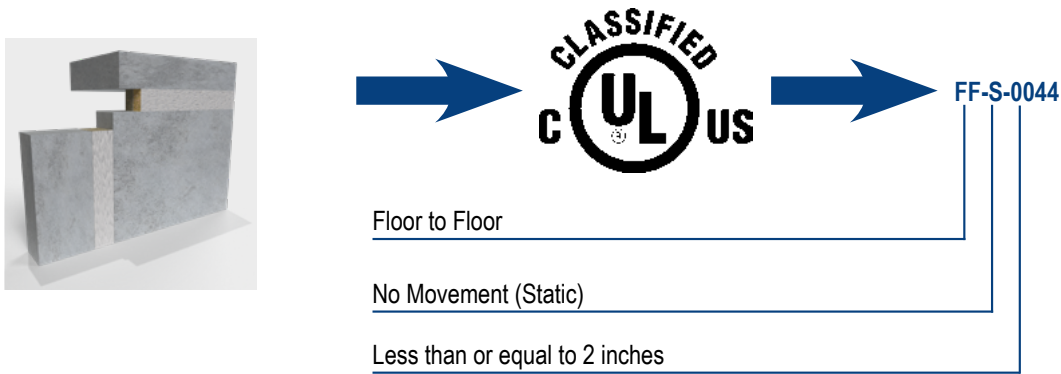 CLASSIFIED
C UL US
®
FF-S-0044
Floor to Floor
No Movement (Static)
Less than or equal to 2 inches